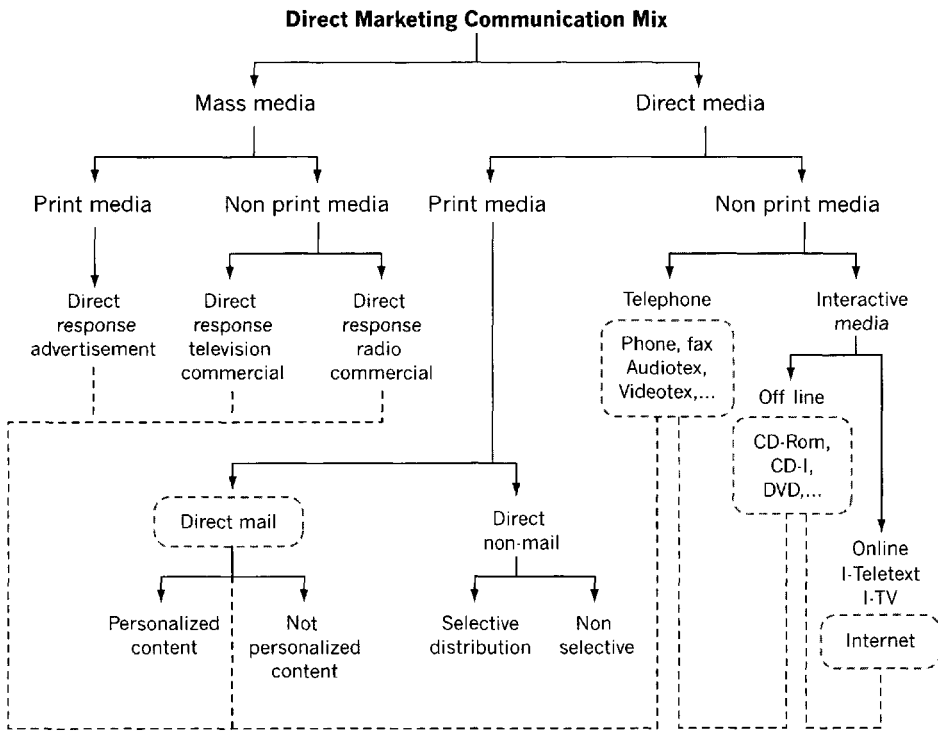 Direct Marketing Communication Mix
Mass media
Direct media
Print media
Non print media
Print media
Non print media
Direct
response
advertisement
Direct
response
television
commercial
Direct
response
radio
commercial
Telephone
Phone, fax
Audiotex,
Videotex,...
Interactive
media
Off line
CD-Rom,
CD-I,
DVD,...
Direct mail
Direct
non-mail
Online
I-Teletext
I-TV
Internet
Personalized
content
Not
personalized
content
Selective
distribution
Non
selective